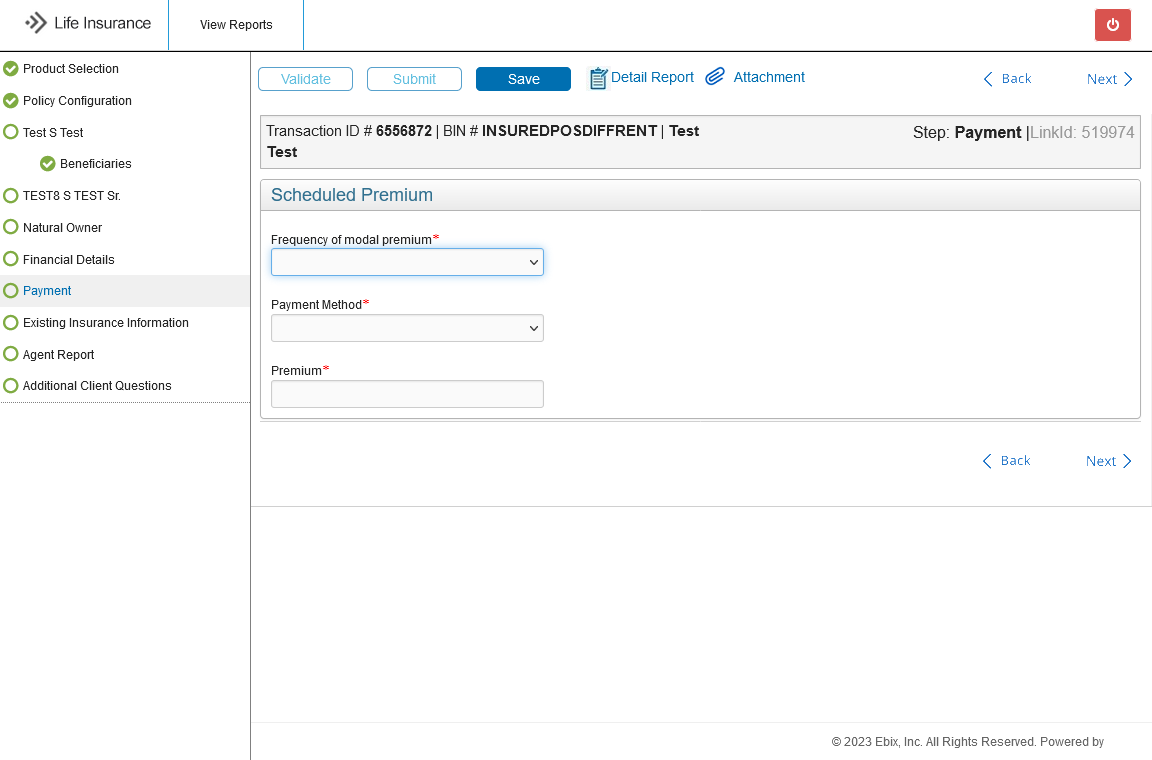 Life Insurance
View Reports
Product Selection
Policy Configuration
Test S Test
Beneficiaries
TEST8 S TEST Sr.
Natural Owner
Financial Details
Payment
Existing Insurance Information
Agent Report
Additional Client Questions
Validate
Submit
Save
Detail Report
Attachment
Back
Next
Transaction ID # 6556872 | BIN # INSUREDPOSDIFFRENT | Test
Test
Step: Payment |LinkId: 519974
Scheduled Premium
Frequency of modal premium*
Payment Method*
Premium*
Back
Next
© 2023 Ebix, Inc. All Rights Reserved. Powered by